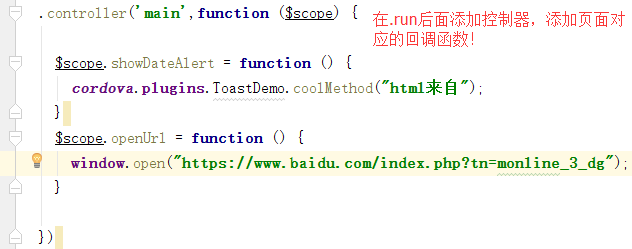 .controller('main',function ($scope) {
在.run后面添加控制器，添加页面对
应的回调函数！
$scope.showDateAlert = function () {
cordova.plugins.ToastDemo.coolMethod("html来自");
}
$scope.openUrl = function () {
window.open("https://www.baidu.com/index.php?tn=monline_3_dg");
}
})